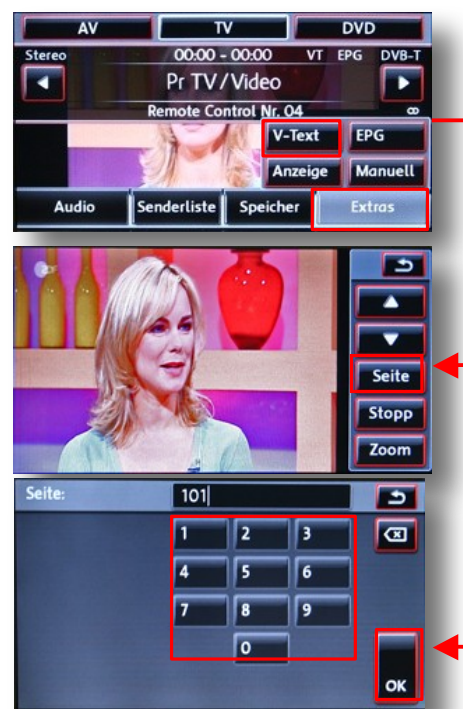 AV TV DVD
Stereo 00:00 - 00:00 VT EPG DVB-T
Pr TV/Video
Remote Control Nr. 04
V-Text EPG
Anzeige Manuell
Audio Senderliste Speicher Extras
Seite
Stopp
Zoom
Seite: 101
1 2 3
4 5 6
7 8 9
0
OK